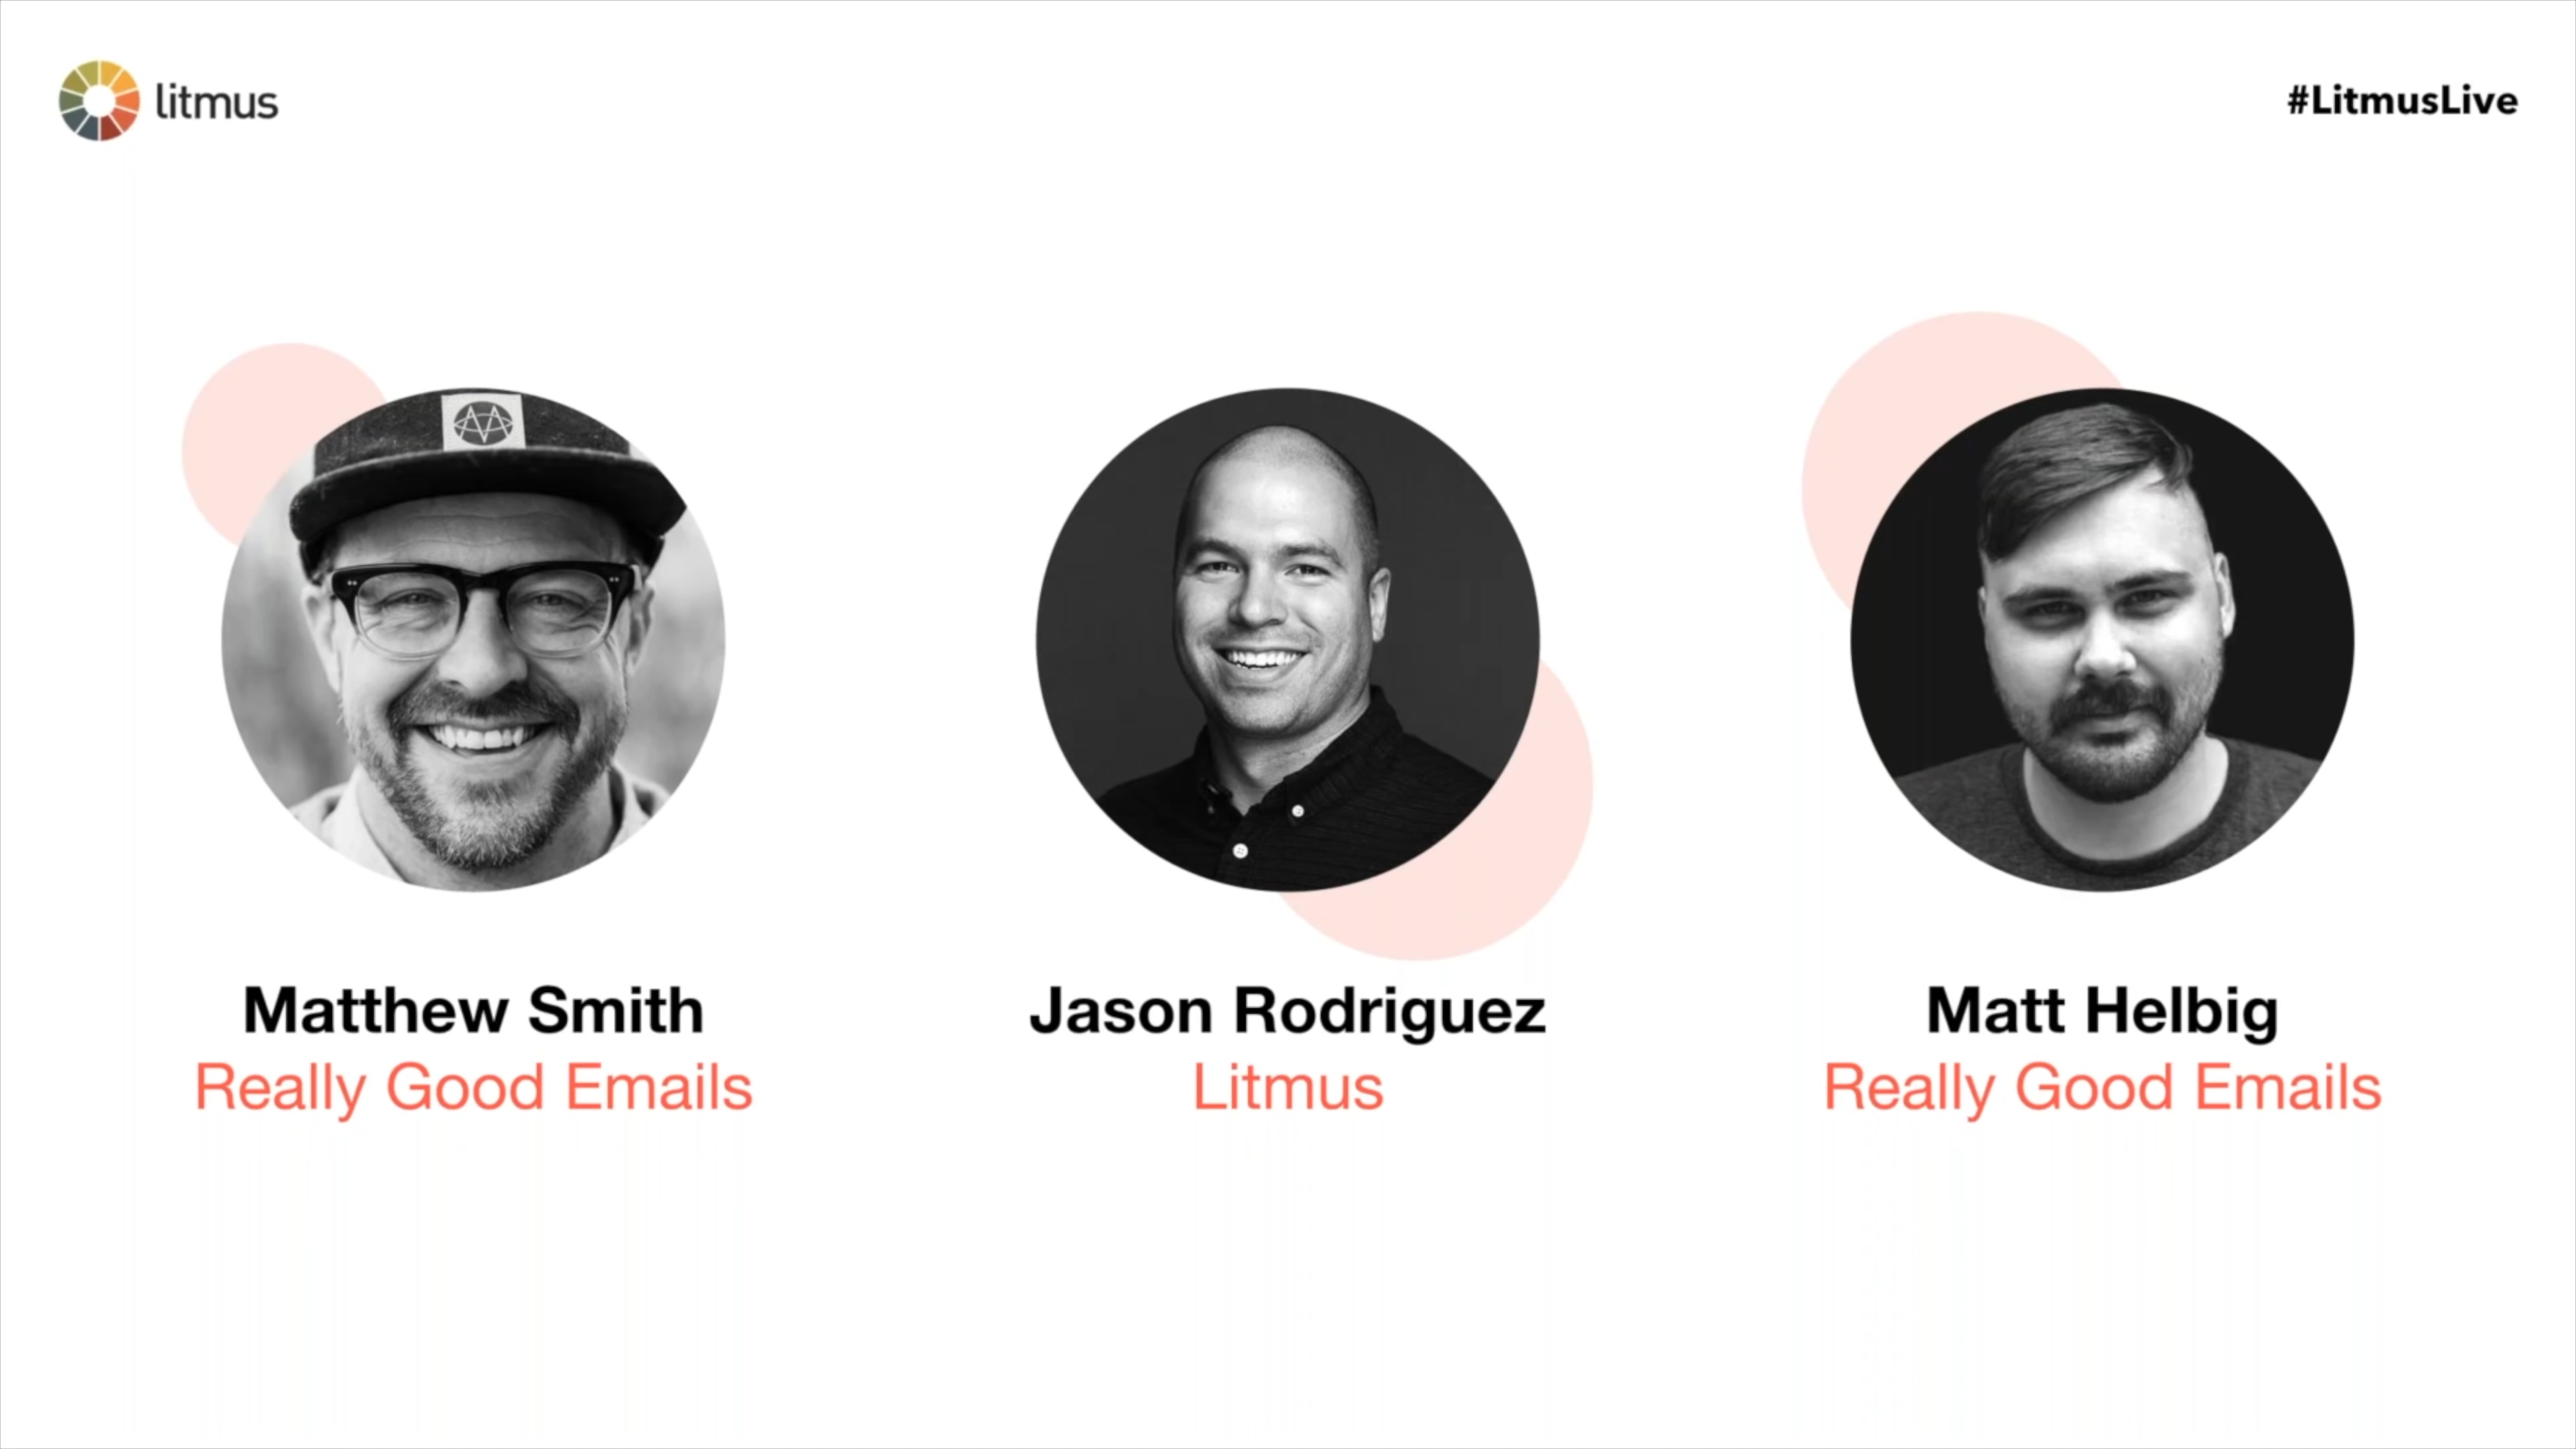 litmus
#LitmusLive
Matthew Smith
Really Good Emails
Jason Rodriguez
Litmus
Matt Helbig
Really Good Emails